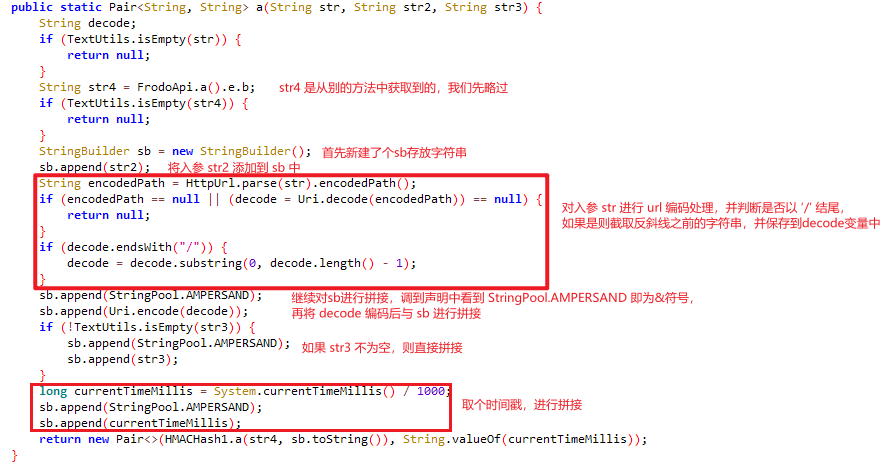 public static Pair<String, String> a(String str, String str2, String str3) {
String decode;
if (TextUtils.isEmpty(str)) {
return null;
}
String str4 = FrodoApi.a().e.b; str4 是从别的方法中获取到的，我们先略过
if (TextUtils.isEmpty(str4)) {
return null;
}
StringBuilder sb = new StringBuilder(); 首先新建了个sb存放字符串
sb.append(str2); 将入参 str2 添加到 sb 中
String encodedPath = HttpUrl.parse(str).encodedPath();
if (encodedPath == null || (decode = Uri.decode(encodedPath)) == null) {
return null;
}
if (decode.endsWith("/")) {
decode = decode.substring(0, decode.length() - 1);
}
对入参 str 进行 url 编码处理，并判断是否以 '/' 结尾，
如果是则截取反斜线之前的字符串，并保存到decode变量中
sb.append(StringPool.AMPERSAND);
sb.append(Uri.encode(decode));
继续对sb进行拼接，调到声明中看到 StringPool.AMPERSAND 即为&符号，
再将 decode 编码后与 sb 进行拼接
if (!TextUtils.isEmpty(str3)) {
sb.append(StringPool.AMPERSAND);
sb.append(str3);
}
如果 str3 不为空，则直接拼接
long currentTimeMillis = System.currentTimeMillis() / 1000;
sb.append(StringPool.AMPERSAND);
sb.append(currentTimeMillis);
取个时间戳，进行拼接
return new Pair<>(HMACHash1.a(str4, sb.toString()), String.valueOf(currentTimeMillis));
}